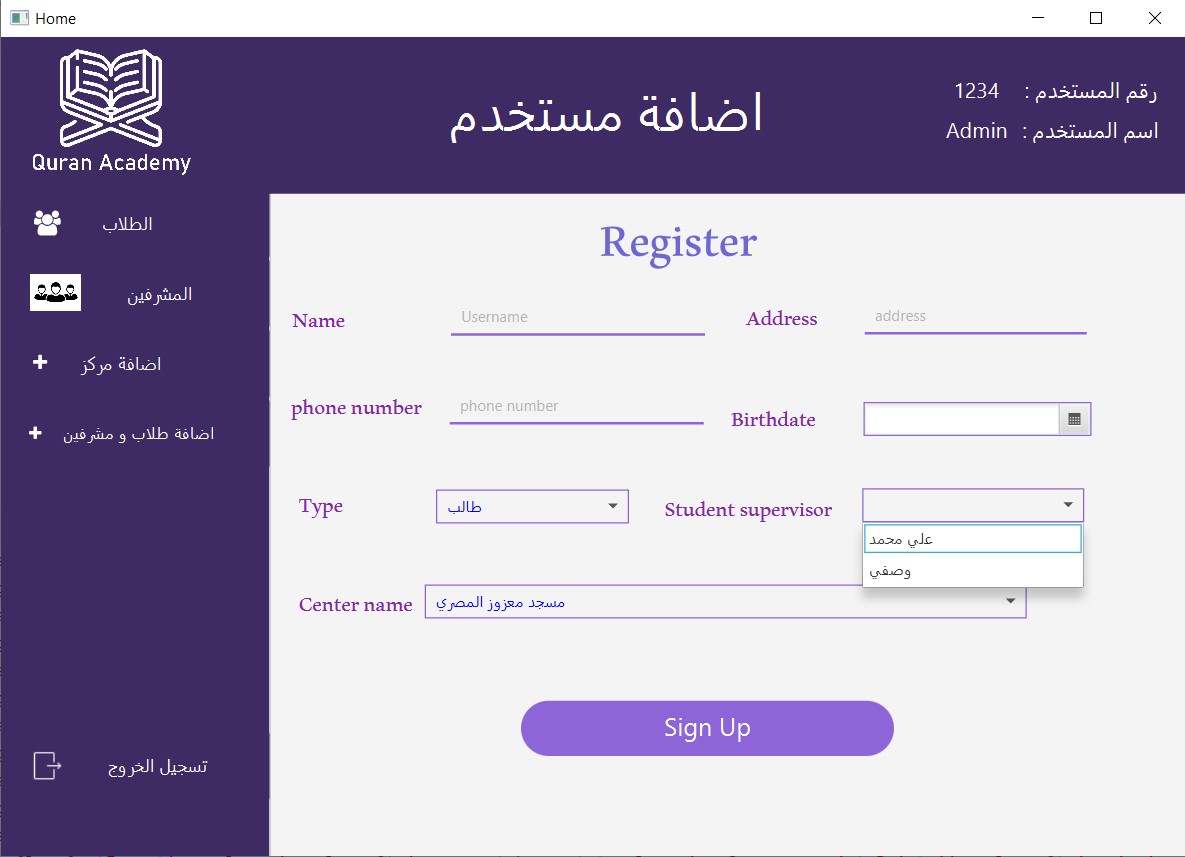 Home
Quran Academy
اضافة مستخدم
رقم المستخدم : 1234
اسم المستخدم : Admin
الطلاب
المشرفين
اضافة مركز
اضافة طلاب و مشرفين
تسجيل الخروج
Register
Name Username Address address
phone number phone number Birthdate
Type طالب Student supervisor
علي محمد
وصفي
Center name مسجد معزوز المصري
Sign Up